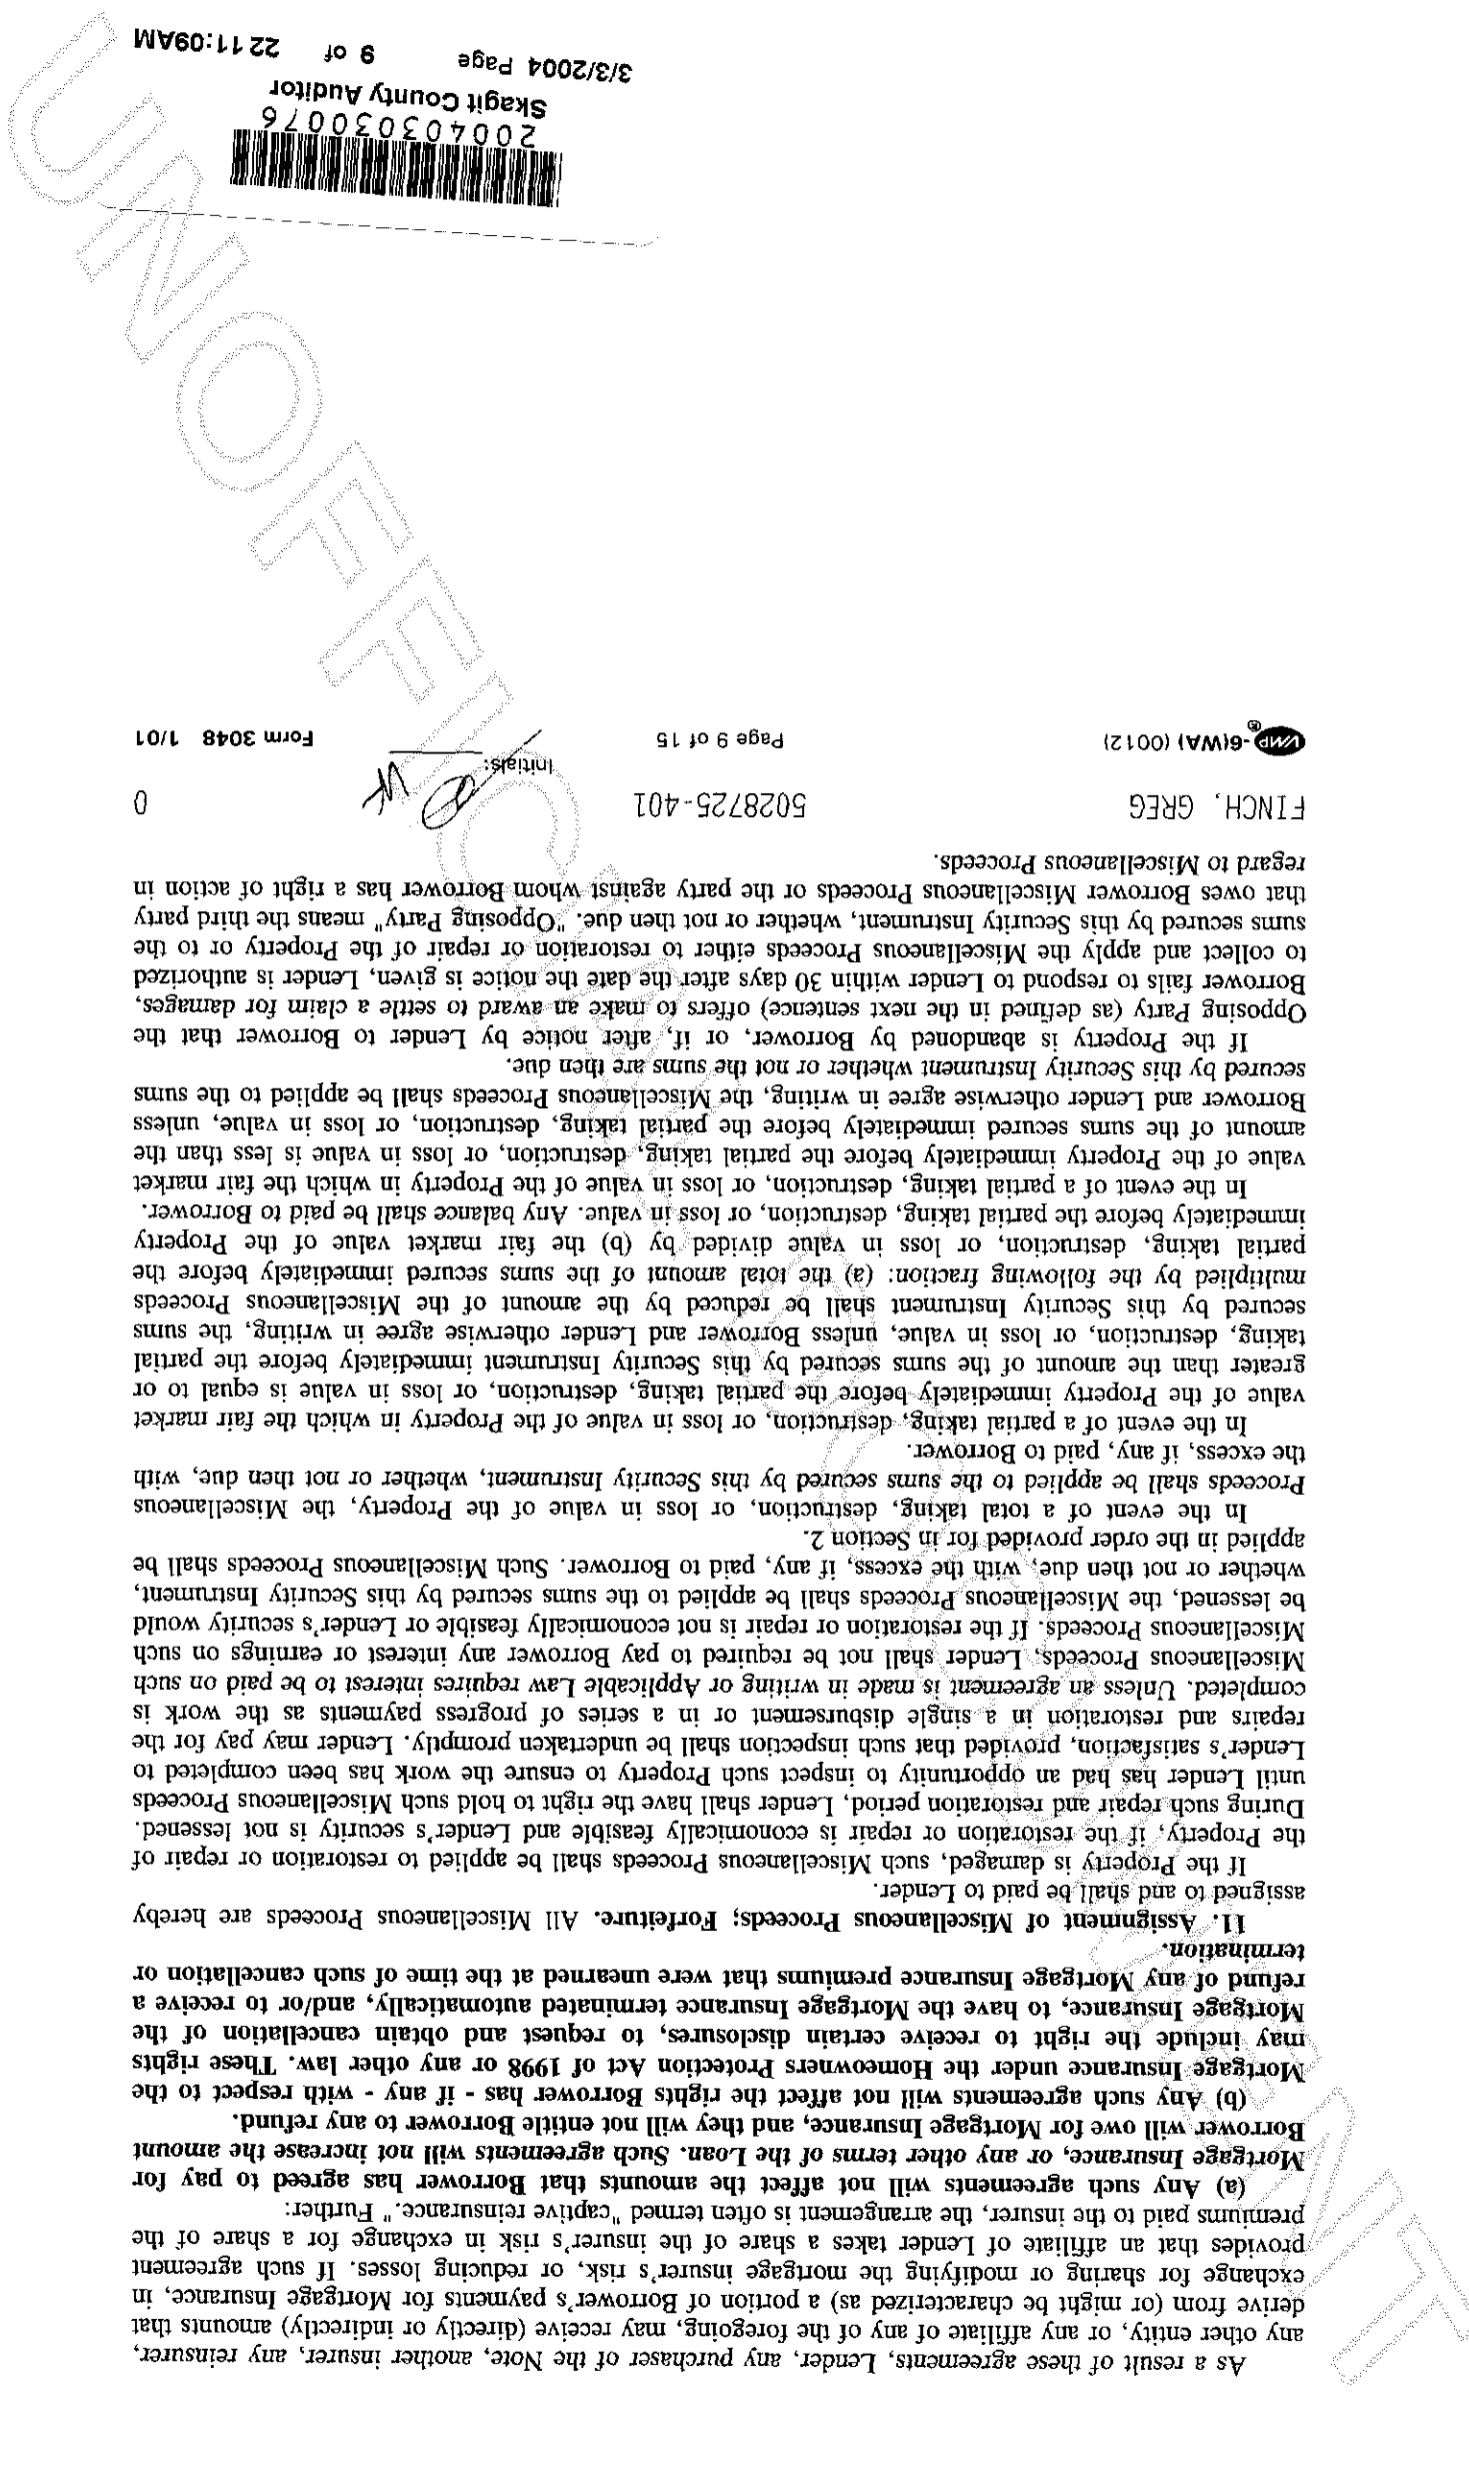 As a result of these agreements, Lender, any purchaser of the Note, another insurer, any reinsurer,
any other entity, or any affiliate of any of the foregoing, may receive (directly or indirectly) amounts that
derive from (or might be characterized as) a portion of Borrower's payments for Mortgage Insurance, in
exchange for sharing or modifying the mortgage insurer's risk, or reducing losses. If such agreement
provides that an affiliate of Lender takes a share of the insurer's risk in exchange for a share of the
premiums paid to the insurer, the arrangement is often termed "captive reinsurance." Further:
(a) Any such agreements will not affect the amounts that Borrower has agreed to pay for
Mortgage Insurance, or any other terms of the Loan. Such agreements will not increase the amount
Borrower will owe for Mortgage Insurance, and they will not entitle Borrower to any refund.
(b) Any such agreements will not affect the rights Borrower has - if any - with respect to the
Mortgage Insurance under the Homeowners Protection Act of 1998 or any other law. These rights
may include the right to receive certain disclosures, to request and obtain cancellation of the
Mortgage Insurance, to have the Mortgage Insurance terminated automatically, and/or to receive a
refund of any Mortgage Insurance premiums that were unearned at the time of such cancellation or
termination.
11. Assignment of Miscellaneous Proceeds; Forfeiture. All Miscellaneous Proceeds are hereby
assigned to and shall be paid to Lender.
If the Property is damaged, such Miscellaneous Proceeds shall be applied to restoration or repair of
the Property, if the restoration or repair is economically feasible and Lender's security is not lessened.
During such repair and restoration period, Lender shall have the right to hold such Miscellaneous Proceeds
until Lender has had an opportunity to inspect such Property to ensure the work has been completed to
Lender's satisfaction, provided that such inspection shall be undertaken promptly. Lender may pay for the
repairs and restoration in a single disbursement or in a series of progress payments as the work is
completed. Unless an agreement is made in writing or Applicable Law requires interest to be paid on such
Miscellaneous Proceeds, Lender shall not be required to pay Borrower any interest or earnings on such
Miscellaneous Proceeds. If the restoration or repair is not economically feasible or Lender's security would
be lessened, the Miscellaneous Proceeds shall be applied to the sums secured by this Security Instrument,
whether or not then due, with the excess, if any, paid to Borrower. Such Miscellaneous Proceeds shall be
applied in the order provided for in Section 2.
In the event of a total taking, destruction, or loss in value of the Property, the Miscellaneous
Proceeds shall be applied to the sums secured by this Security Instrument, whether or not then due, with
the excess, if any, paid to Borrower.
In the event of a partial taking, destruction, or loss in value of the Property in which the fair market
value of the Property immediately before the partial taking, destruction, or loss in value is equal to or
greater than the amount of the sums secured by this Security Instrument immediately before the partial
taking, destruction, or loss in value, unless Borrower and Lender otherwise agree in writing, the sums
secured by this Security Instrument shall be reduced by the amount of the Miscellaneous Proceeds
multiplied by the following fraction: (a) the total amount of the sums secured immediately before the
partial taking, destruction, or loss in value divided by (b) the fair market value of the Property
immediately before the partial taking, destruction, or loss in value. Any balance shall be paid to Borrower.
In the event of a partial taking, destruction, or loss in value of the Property in which the fair market
value of the Property immediately before the partial taking, destruction, or loss in value is less than the
amount of the sums secured immediately before the partial taking, destruction, or loss in value, unless
Borrower and Lender otherwise agree in writing, the Miscellaneous Proceeds shall be applied to the sums
secured by this Security Instrument whether or not the sums are then due.
If the Property is abandoned by Borrower, or if, after notice by Lender to Borrower that the
Opposing Party (as defined in the next sentence) offers to make an award to settle a claim for damages,
Borrower fails to respond to Lender within 30 days after the date the notice is given, Lender is authorized
to collect and apply the Miscellaneous Proceeds either to restoration or repair of the Property or to the
sums secured by this Security Instrument, whether or not then due. "Opposing Party" means the third party
that owes Borrower Miscellaneous Proceeds or the party against whom Borrower has a right of action in
regard to Miscellaneous Proceeds.
FINCH, GREG 5028725-401 0
Initials:
VMP®-6(WA) (0012) Page 9 of 15 Form 3048 1/01
200403030076
Skagit County Auditor
3/3/2004 Page 9 of 22 11:09AM
UNOFFICIAL DOCUMENT